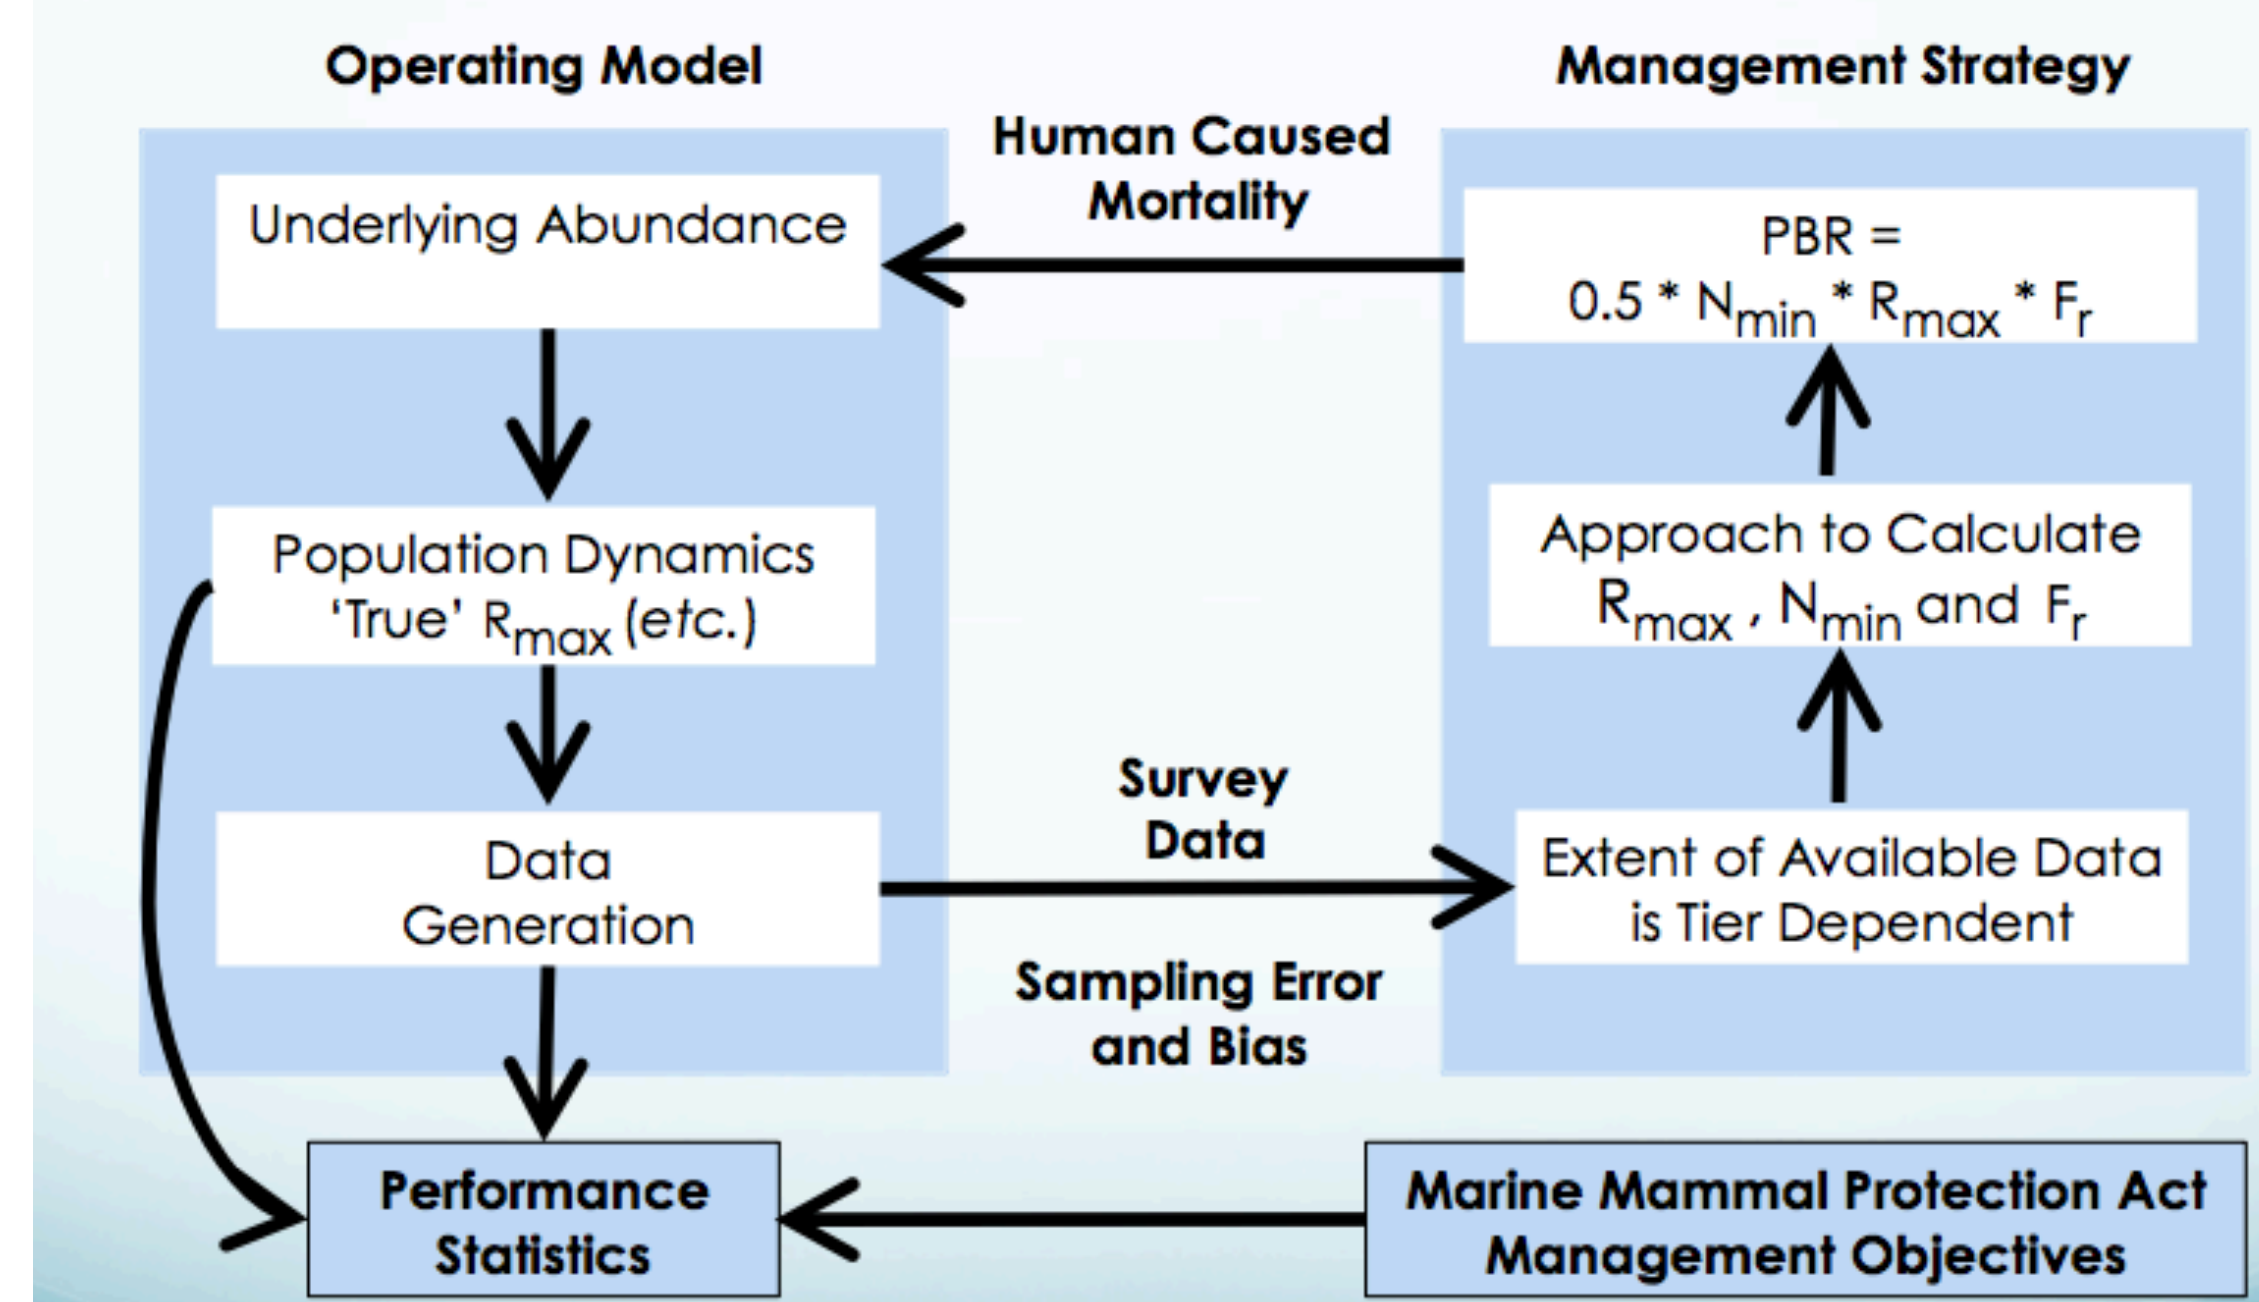 Operating Model
Management Strategy
Human Caused
Mortality
Underlying Abundance
PBR =
0.5 * Nmin * Rmax * Fr
Population Dynamics
‘True’ Rmax (etc.)
Approach to Calculate
Rmax , Nmin and Fr
Survey
Data
Data
Generation
Extent of Available Data
is Tier Dependent
Sampling Error
and Bias
Performance
Statistics
Marine Mammal Protection Act
Management Objectives